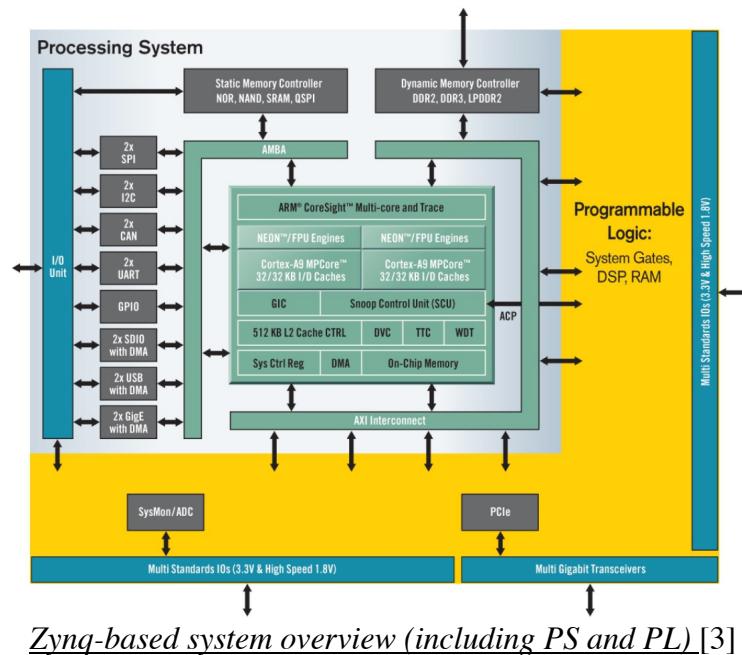 Processing System
Static Memory Controller
NOR, NAND, SRAM, QSPI
Dynamic Memory Controller
DDR2, DDR3, LPDDR2
AMBA
2x
SPI
2x
I2C
2x
CAN
2x
UART
GPIO
2x SDIO
with DMA
2x USB
with DMA
2x GigE
with DMA
I/O
Unit
ARM® CoreSight™ Multi-core and Trace
NEON™/FPU Engines
NEON™/FPU Engines
Cortex-A9 MPCore™
32/32 KB I/D Caches
Cortex-A9 MPCore™
32/32 KB I/D Caches
GIC
Snoop Control Unit (SCU)
512 KB L2 Cache CTRL
DVC
TTC
WDT
Sys Ctrl Reg
DMA
On-Chip Memory
ACP
AXI Interconnect
Programmable
Logic:
System Gates,
DSP, RAM
Multi Standards IOs (3.3V & High Speed 1.8V)
SysMon/ADC
PCIe
Multi Standards IOs (3.3V & High Speed 1.8V)
Multi Gigabit Transceivers
Zynq-based system overview (including PS and PL) [3]